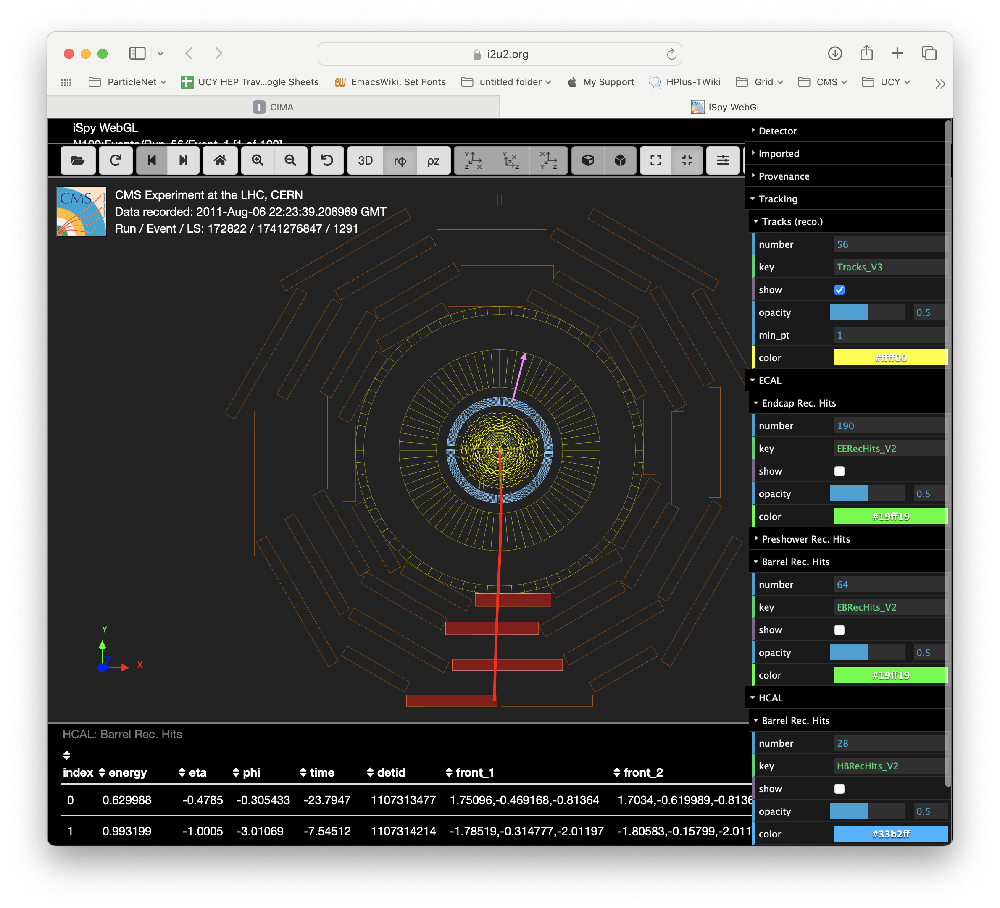 i2u2.org
ParticleNet
UCY HEP Trav...ogle Sheets
EmacsWiki: Set Fonts
untitled folder
My Support
HPlus-TWiki
Grid
CMS
UCY
I CIMA
iSpy WebGL
iSpy WebGL
N100:Events/Run_56/Event_1 [1 of 100]
3D
rϕ
ρz
Y
Z
X
Y
X
Z
X
Y
Z
CMS
CMS Experiment at the LHC, CERN
Data recorded: 2011-Aug-06 22:23:39.206969 GMT
Run / Event / LS: 172822 / 1741276847 / 1291
Y
Z
X
HCAL: Barrel Rec. Hits
index energy eta phi time detid front_1 front_2
0 0.629988 -0.4785 -0.305433 -23.7947 1107313477 1.75096,-0.469168,-0.81364 1.7034,-0.619989,-0.8136
1 0.993199 -1.0005 -3.01069 -7.54512 1107314214 -1.78519,-0.314777,-2.01197 -1.80583,-0.15799,-2.011
Detector
Imported
Provenance
Tracking
Tracks (reco.)
number 56
key Tracks_V3
show
opacity 0.5
min_pt 1
color #ffff00
ECAL
Endcap Rec. Hits
number 190
key EERecHits_V2
show
opacity 0.5
color #19ff19
Preshower Rec. Hits
Barrel Rec. Hits
number 64
key EBRecHits_V2
show
opacity 0.5
color #19ff19
HCAL
Barrel Rec. Hits
number 28
key HBRecHits_V2
show
opacity 0.5
color #33b2ff